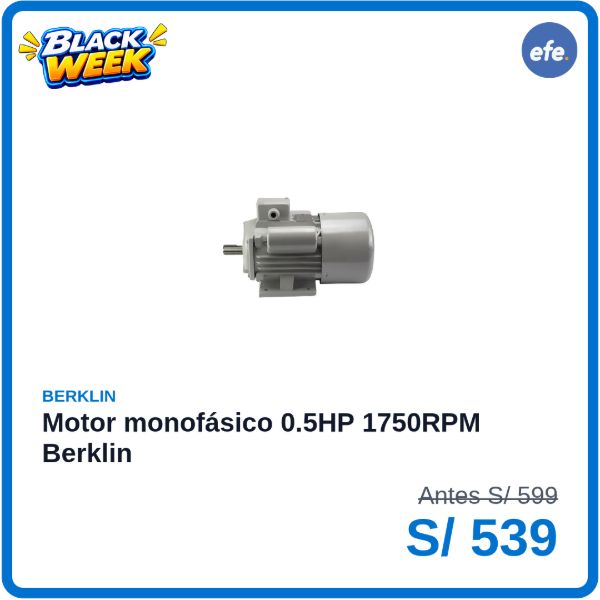 BLACK
WEEK
efe.
BERKLIN
Motor monofásico 0.5HP 1750RPM
Berklin
Antes S/ 599
S/ 539